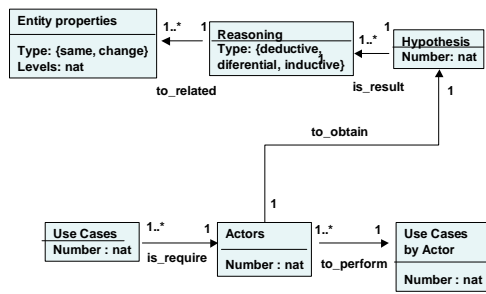 Entity properties
Type: {same, change}
Levels: nat
1..*
1
to_related
Reasoning
Type: {deductive,
diferential, inductive}
1
1..*
1
is_result
Hypothesis
Number: nat
1
to_obtain
1
Use Cases
Number : nat
1..*
1
is_require
Actors
Number : nat
1..*
1
to_perform
Use Cases
by Actor
Number : nat